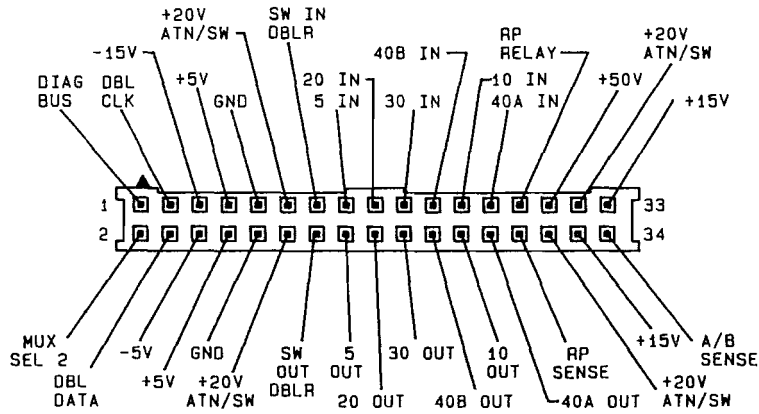 +20V
ATN/SW
SW IN
DBLR
RP
RELAY
+20V
ATN/SW
-15V
40B IN
DIAG
BUS
DBL
CLK
+5V
GND
20 IN
5 IN
30 IN
10 IN
40A IN
+50V
+15V
1
33
2
34
MUX
SEL 2
DBL
DATA
-5V
+5V
GND
+20V
ATN/SW
SW
OUT
DBLR
5
OUT
20 OUT
30 OUT
40B OUT
10
OUT
RP
SENSE
40A OUT
+15V
+20V
ATN/SW
A/B
SENSE